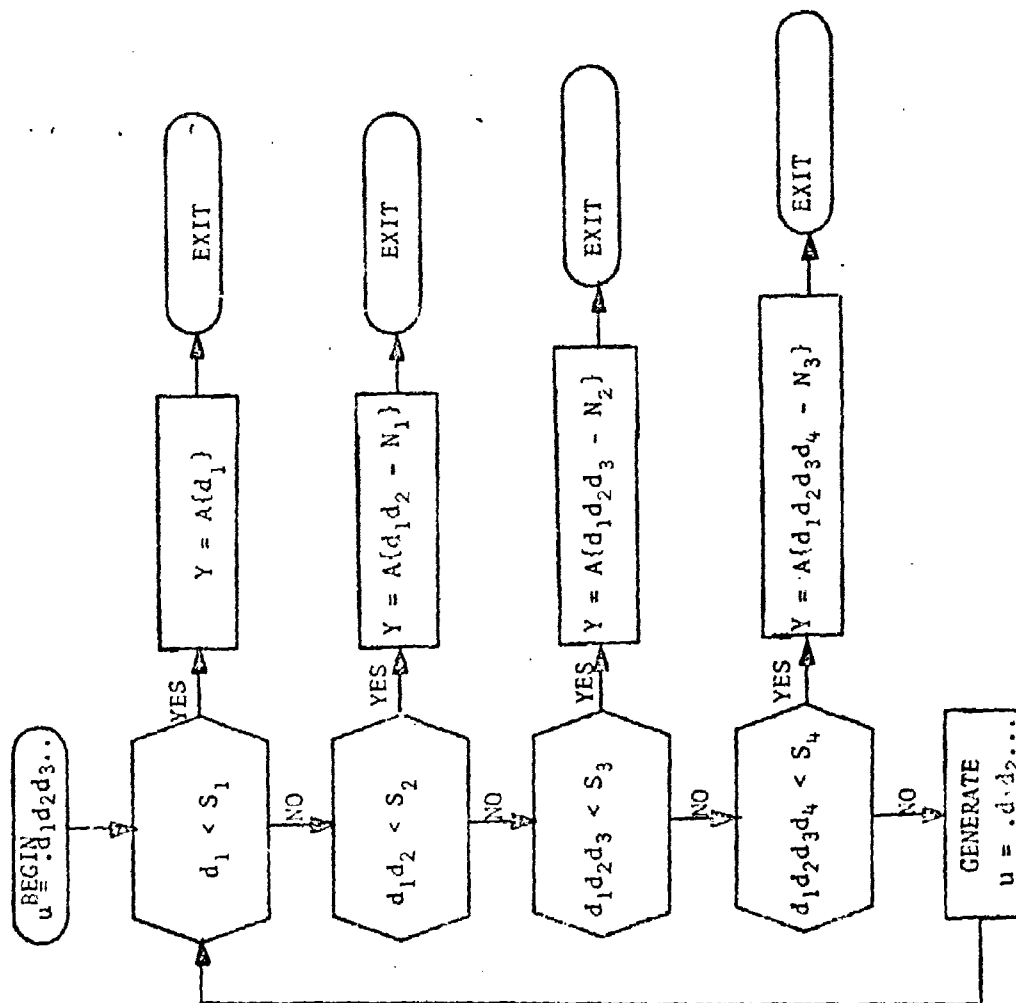 BEGIN
u = .d₁d₂d₃..
d₁ < S₁
YES
Y = A{d₁}
EXIT
NO
d₁d₂ < S₂
YES
Y = A{d₁d₂ - N₁}
EXIT
NO
d₁d₂d₃ < S₃
YES
Y = A{d₁d₂d₃ - N₂}
EXIT
NO
d₁d₂d₃d₄ < S₄
YES
Y = A{d₁d₂d₃d₄ - N₃}
EXIT
NO
GENERATE
u = .d d₂...